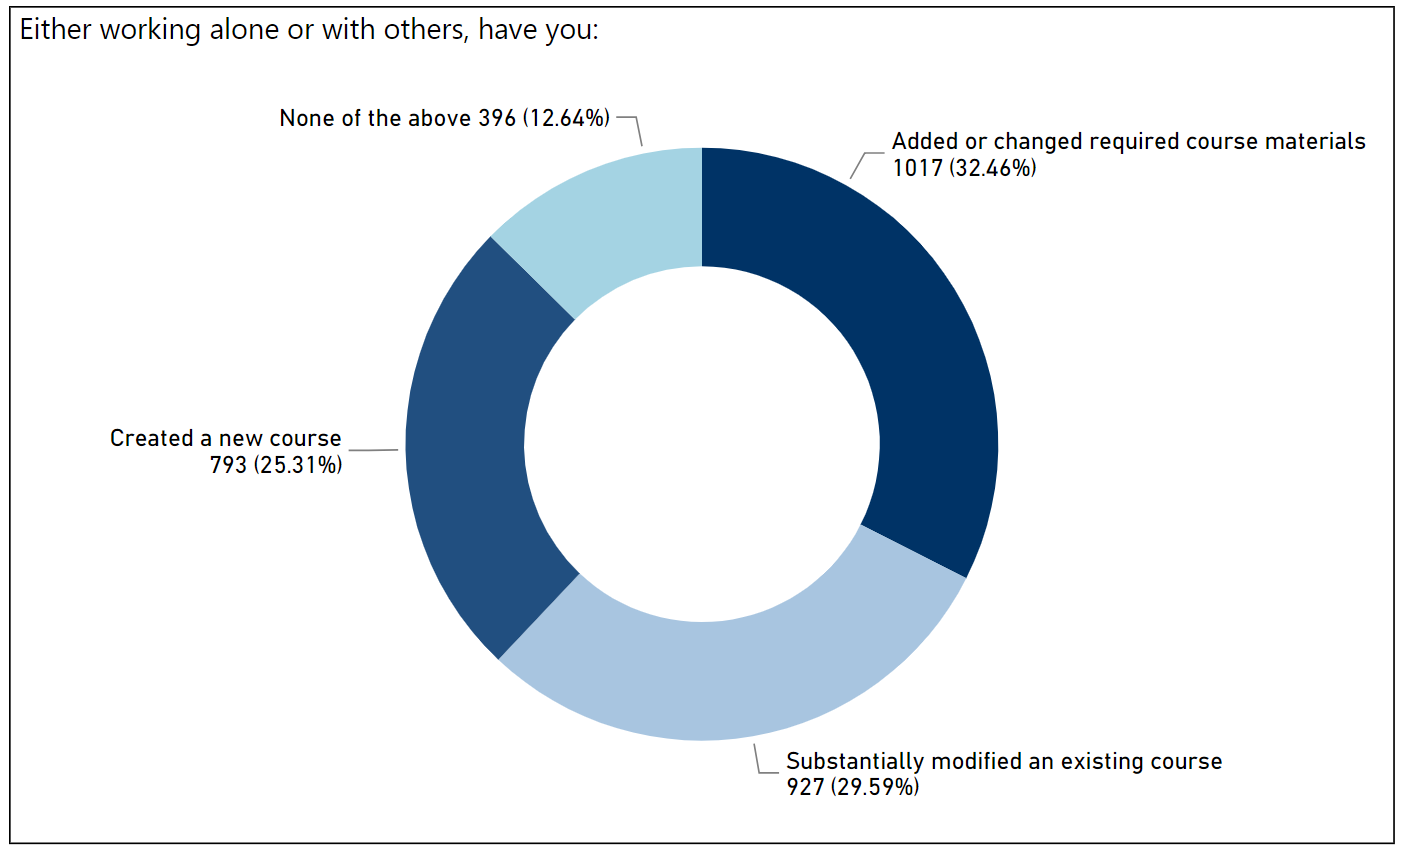 Either working alone or with others, have you:
None of the above 396 (12.64%)
Added or changed required course materials
1017 (32.46%)
Created a new course
793 (25.31%)
Substantially modified an existing course
927 (29.59%)